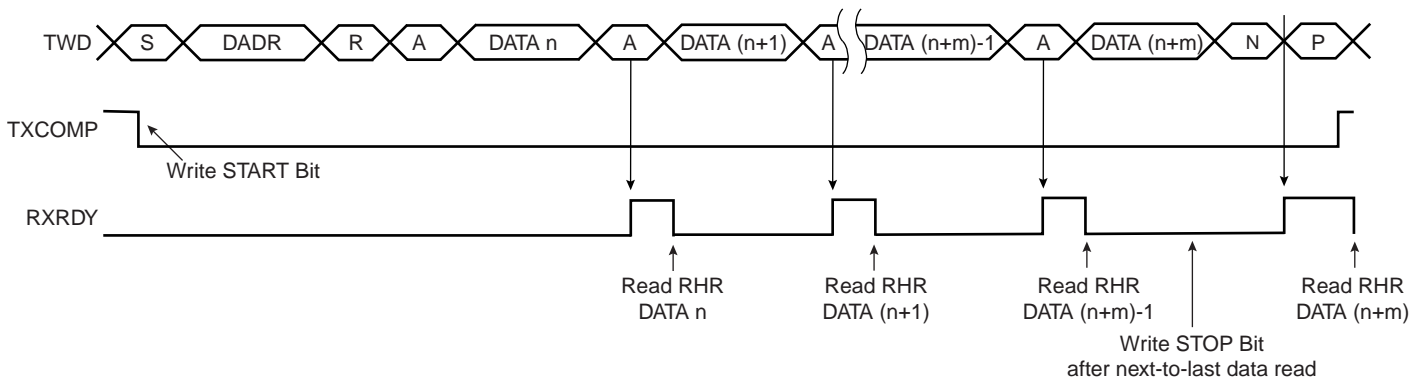 TWD S DADR R A DATA n A DATA (n+1) A DATA (n+m)-1 A DATA (n+m) N P
TXCOMP
Write START Bit
RXRDY
Read RHR
DATA n
Read RHR
DATA (n+1)
Read RHR
DATA (n+m)-1
Read RHR
DATA (n+m)
Write STOP Bit
after next-to-last data read